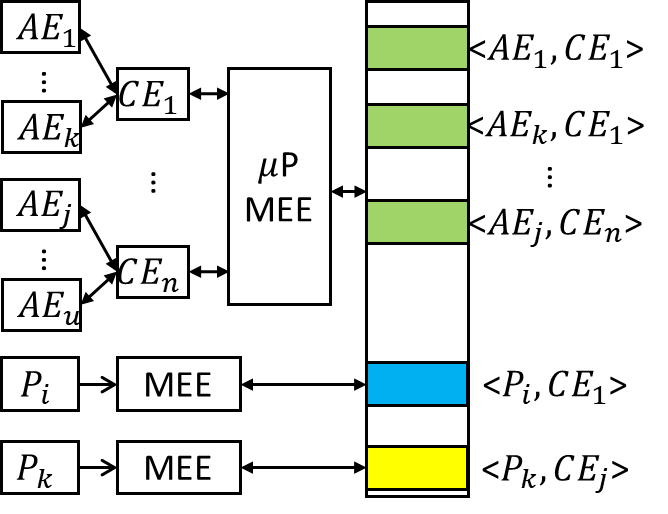 AE₁
⋮
AEₖ
AEⱼ
⋮
AEᵤ
CE₁
⋮
CEₙ
μP
MEE
Pᵢ
MEE
Pₖ
MEE
<AE₁, CE₁>
<AEₖ, CE₁>
⋮
<AEⱼ, CEₙ>
<Pᵢ, CE₁>
<Pₖ, CEⱼ>